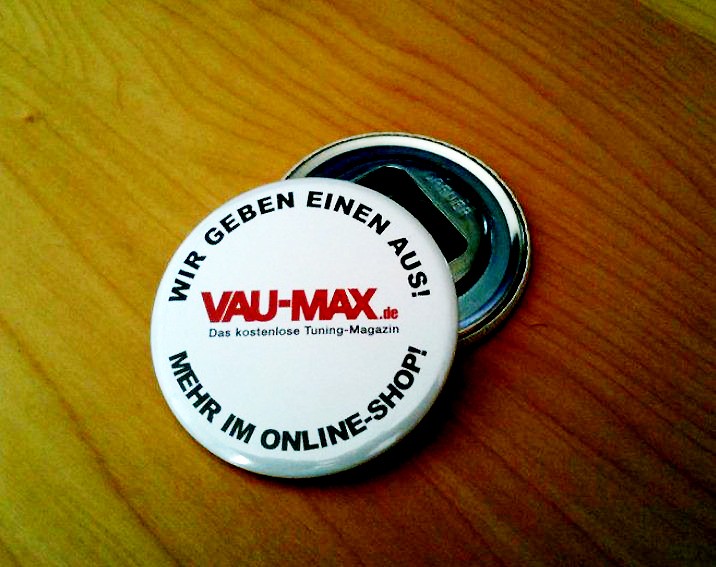 WIR GEBEN EINEN AUS!
VAU-MAX.de
Das kostenlose Tuning-Magazin
MEHR IM ONLINE-SHOP!